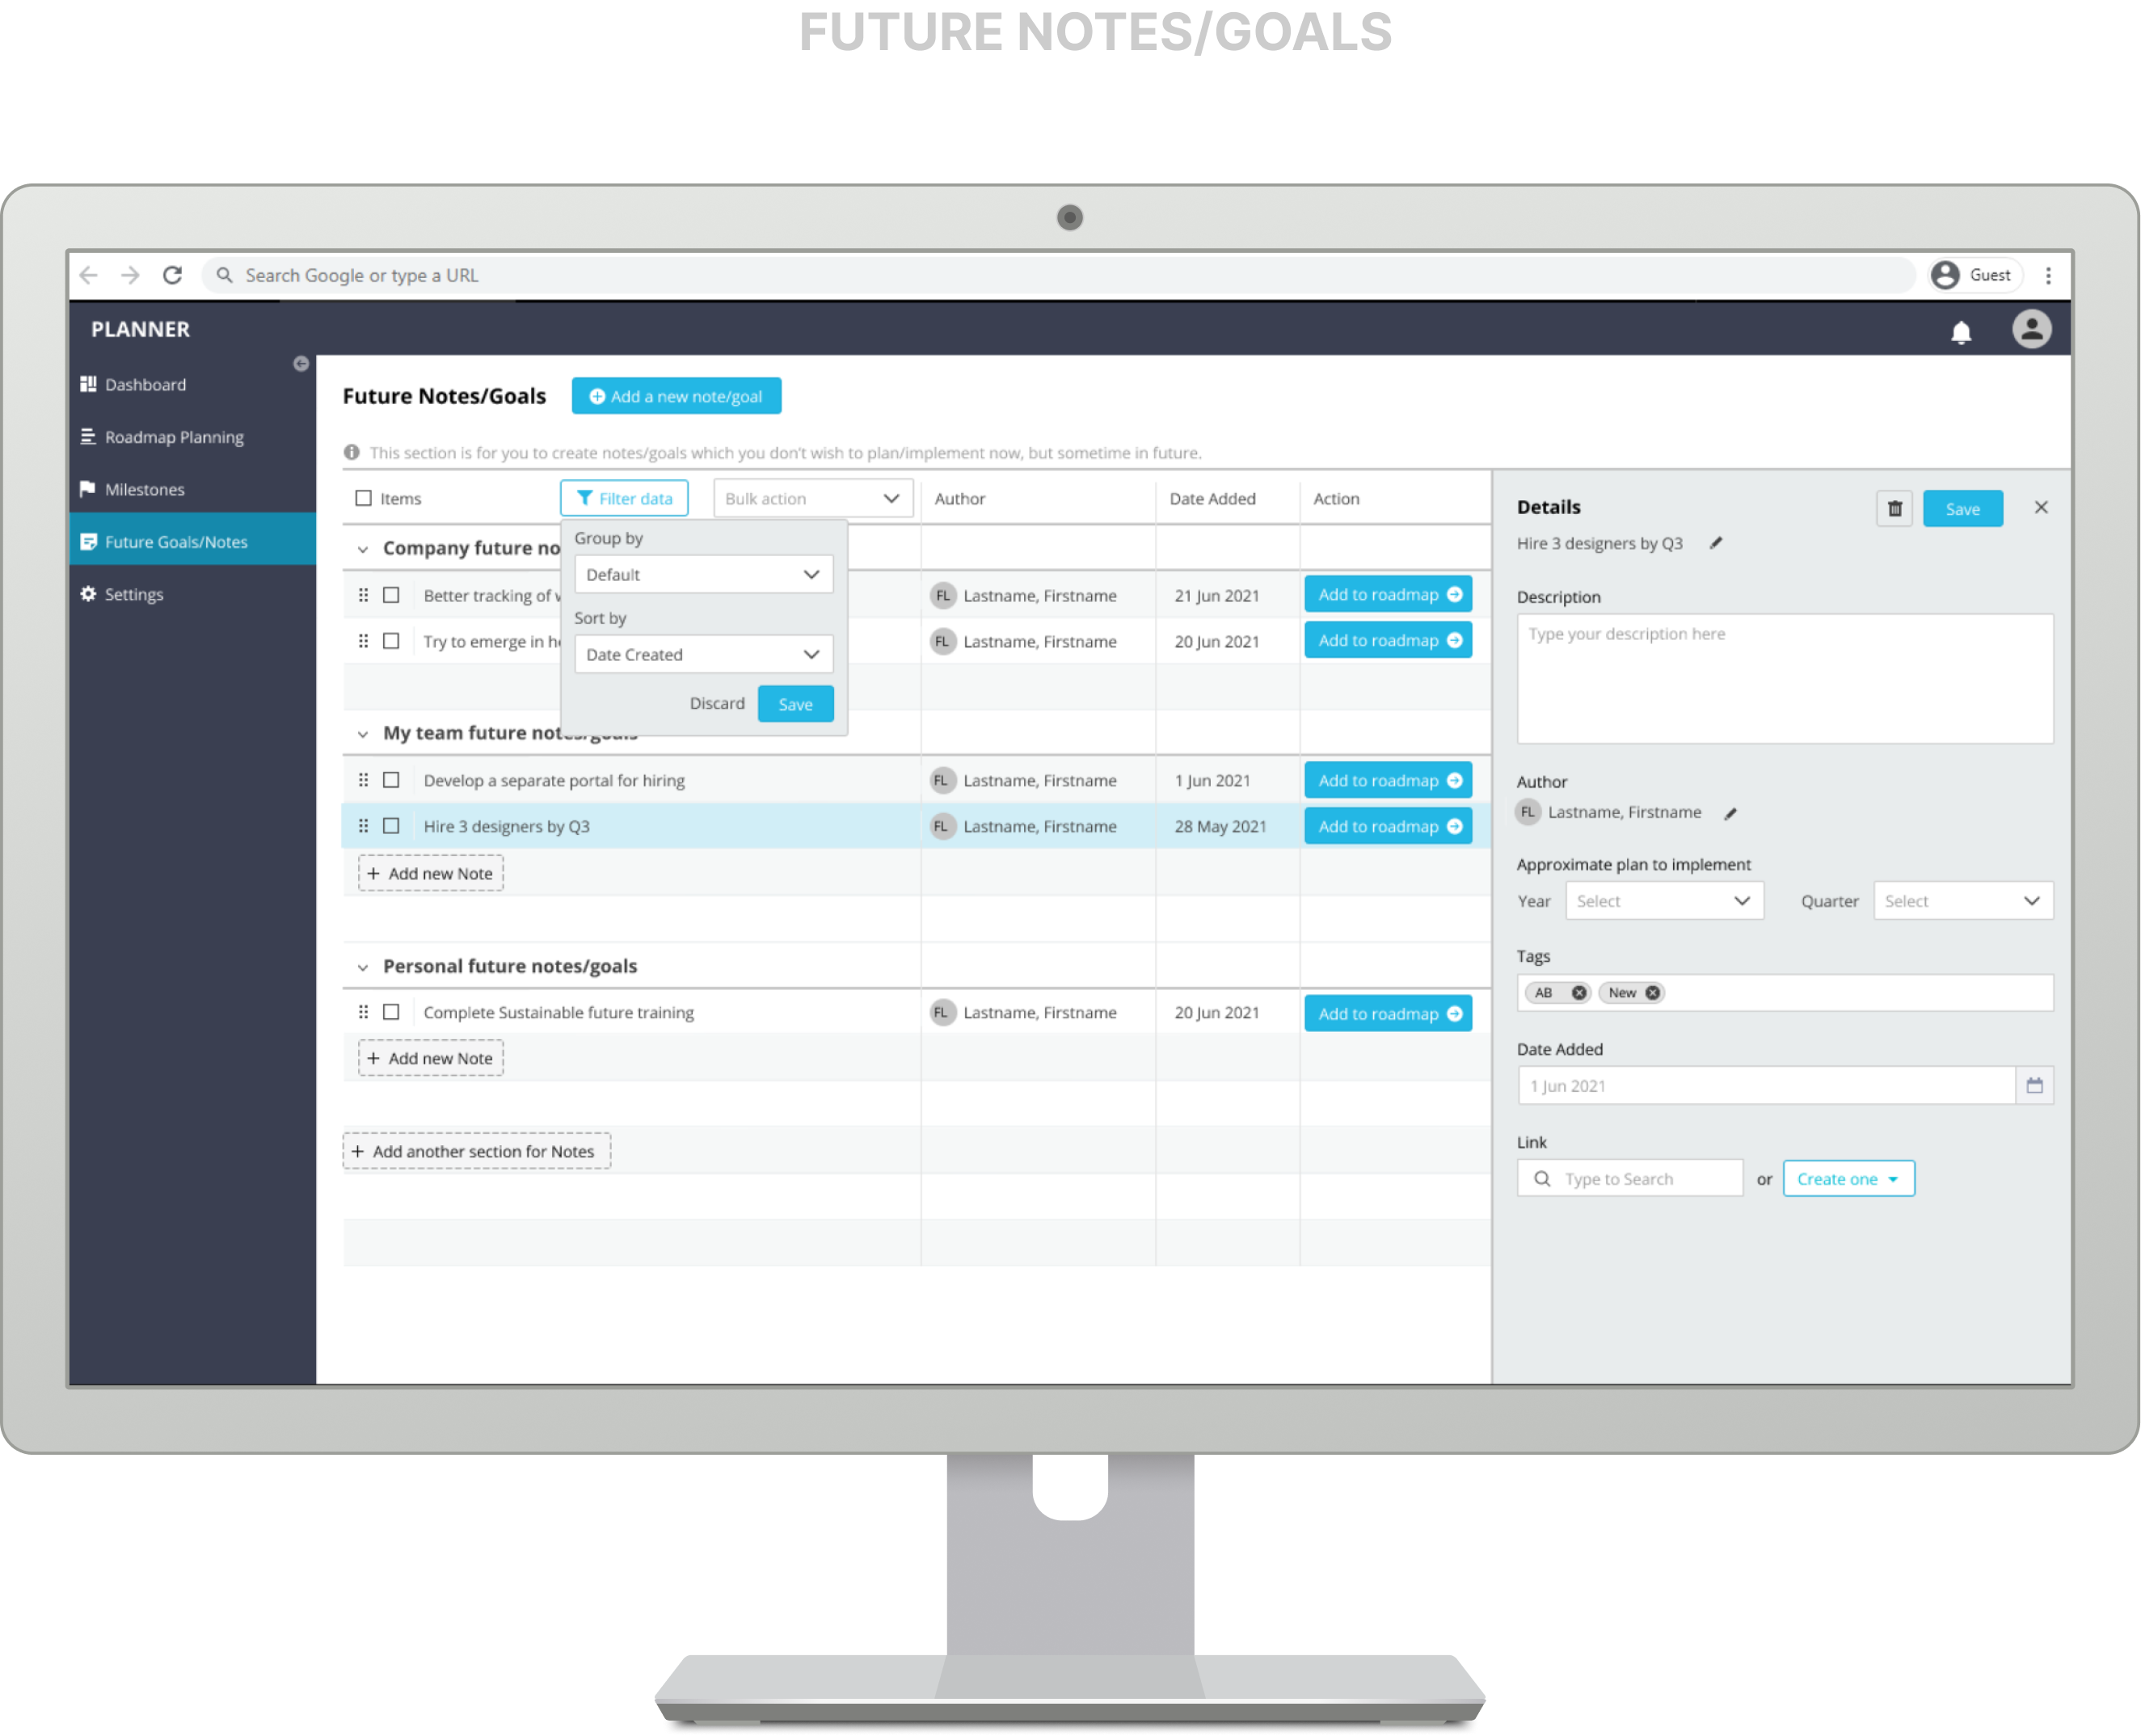 FUTURE NOTES/GOALS
Search Google or type a URL
Guest
PLANNER
Dashboard
Roadmap Planning
Milestones
Future Goals/Notes
Settings
Future Notes/Goals
Add a new note/goal
This section is for you to create notes/goals which you don't wish to plan/implement now, but sometime in future.
Items
Filter data
Bulk action
Author
Date Added
Action
Group by
Default
Sort by
Date Created
Discard
Save
Company future
Better tracking of
FL Lastname, Firstname
21 Jun 2021
Add to roadmap
Try to emerge in
FL Lastname, Firstname
20 Jun 2021
Add to roadmap
My team future notes/goals
Develop a separate portal for hiring
FL Lastname, Firstname
1 Jun 2021
Add to roadmap
Hire 3 designers by Q3
FL Lastname, Firstname
28 May 2021
Add to roadmap
+ Add new Note
Personal future notes/goals
Complete Sustainable future training
FL Lastname, Firstname
20 Jun 2021
Add to roadmap
+ Add new Note
+ Add another section for Notes
Details
Save
Hire 3 designers by Q3
Description
Type your description here
Author
FL Lastname, Firstname
Approximate plan to implement
Year Select
Quarter Select
Tags
AB
New
Date Added
1 Jun 2021
Link
Type to Search
or
Create one